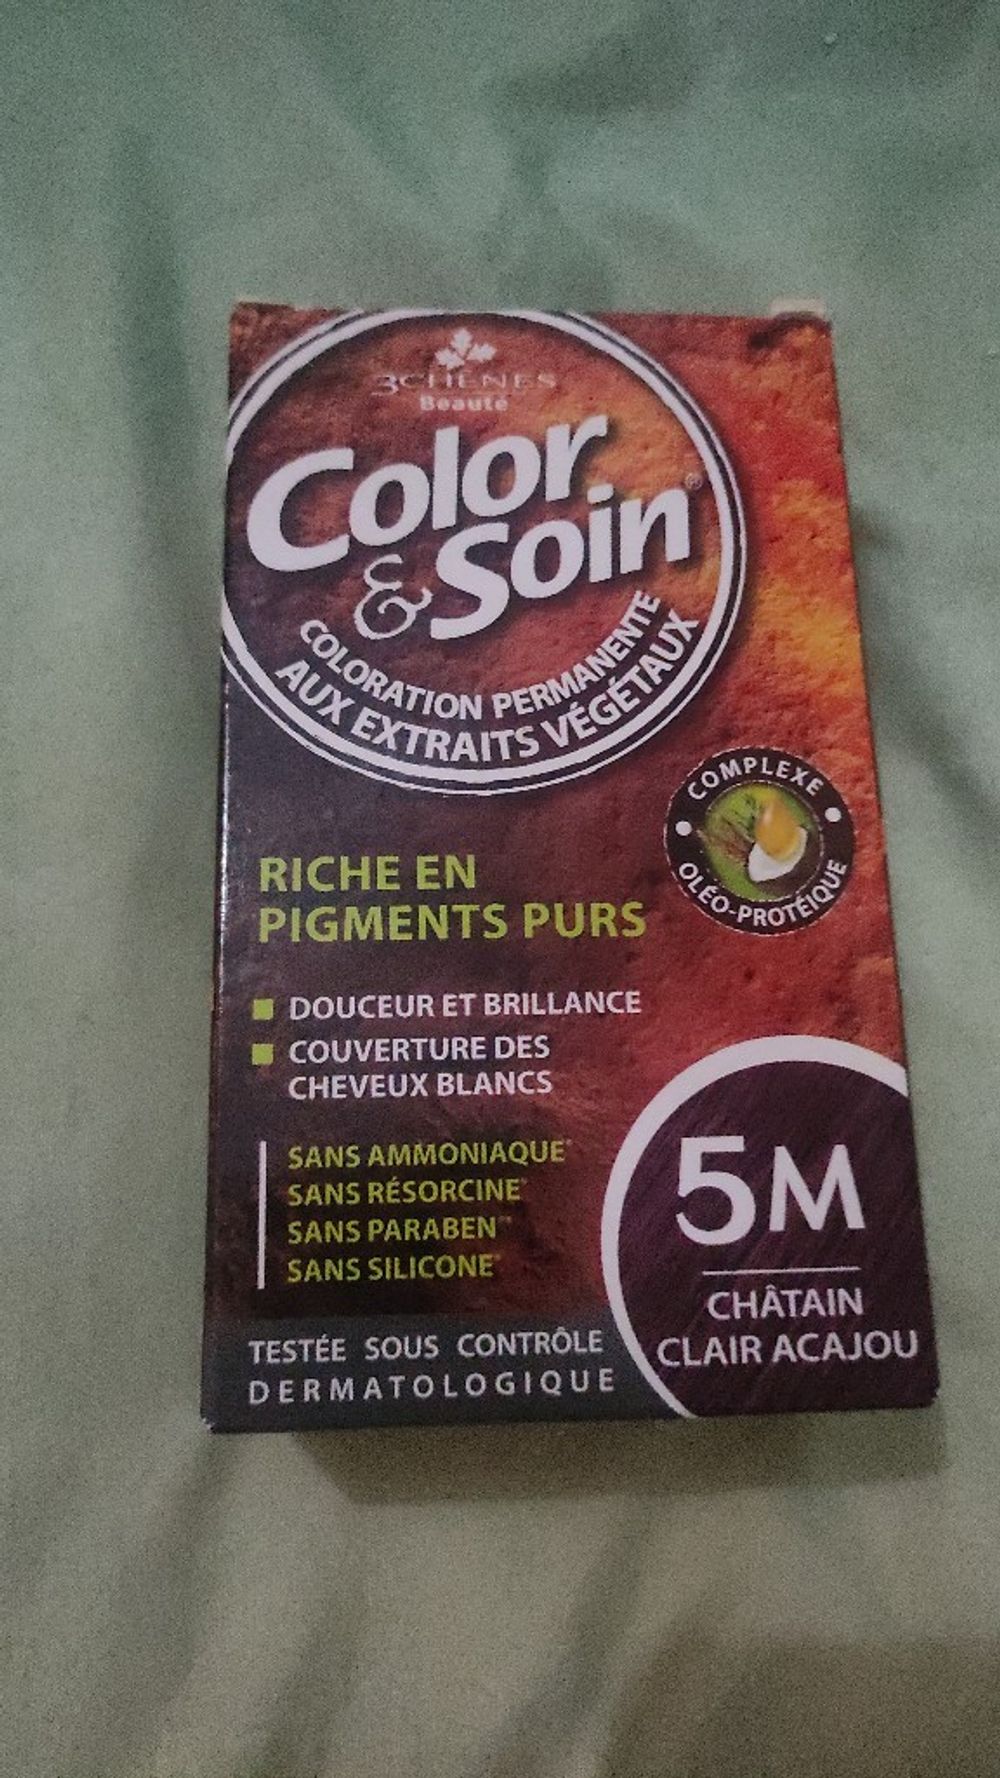 3CHÊNES
Beauté
Color
& Soin®
COLORATION PERMANENTE
AUX EXTRAITS VÉGÉTAUX
COMPLEXE
OLÉO-PROTÉIQUE
RICHE EN
PIGMENTS PURS
DOUCEUR ET BRILLANCE
COUVERTURE DES
CHEVEUX BLANCS
SANS AMMONIAQUE*
SANS RÉSORCINE*
SANS PARABEN**
SANS SILICONE*
5M
CHÂTAIN
CLAIR ACAJOU
TESTÉE SOUS CONTRÔLE
DERMATOLOGIQUE